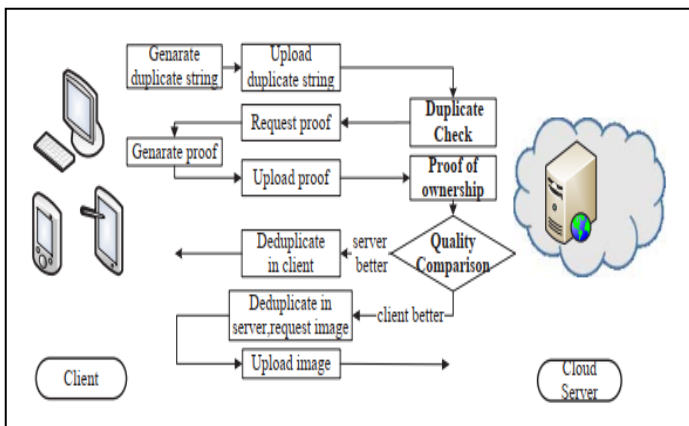 Genarate
duplicate string
Upload
duplicate string
Duplicate
Check
Request proof
Genarate proof
Upload proof
Proof of
ownership
Quality
Comparison
server
better
Deduplicate
in client
client better
Deduplicate in
server,request image
Upload image
Client
Cloud
Server